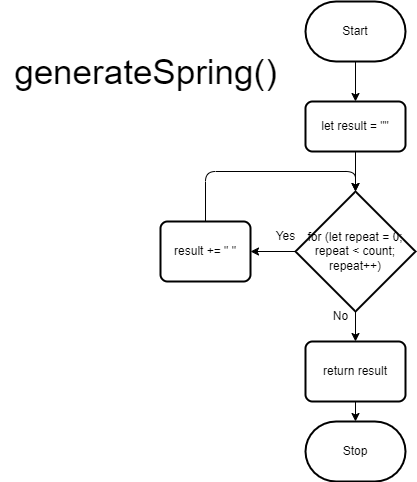 Start
generateSpring()
let result = ""
for (let repeat = 0;
repeat < count;
repeat++)
Yes
result += " "
No
return result
Stop